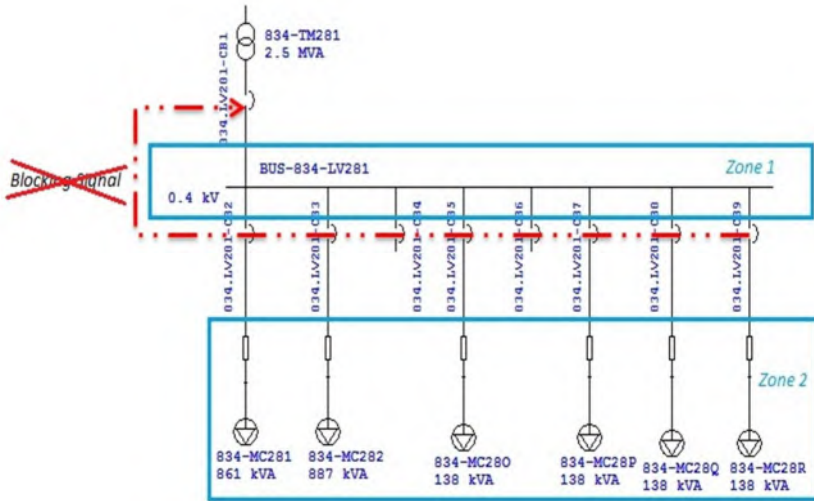 834-TM281
2.5 MVA
834.LV281-CB1
Blocking Signal
BUS-834-LV281
Zone 1
0.4 kV
834.LV281-CB2
834.LV281-CB3
834.LV281-CB4
834.LV281-CB5
834.LV281-CB6
834.LV281-CB7
834.LV281-CB8
834.LV281-CB9
Zone 2
834-MC281
861 kVA
834-MC282
887 kVA
834-MC28O
138 kVA
834-MC28P
138 kVA
834-MC28Q
138 kVA
834-MC28R
138 kVA